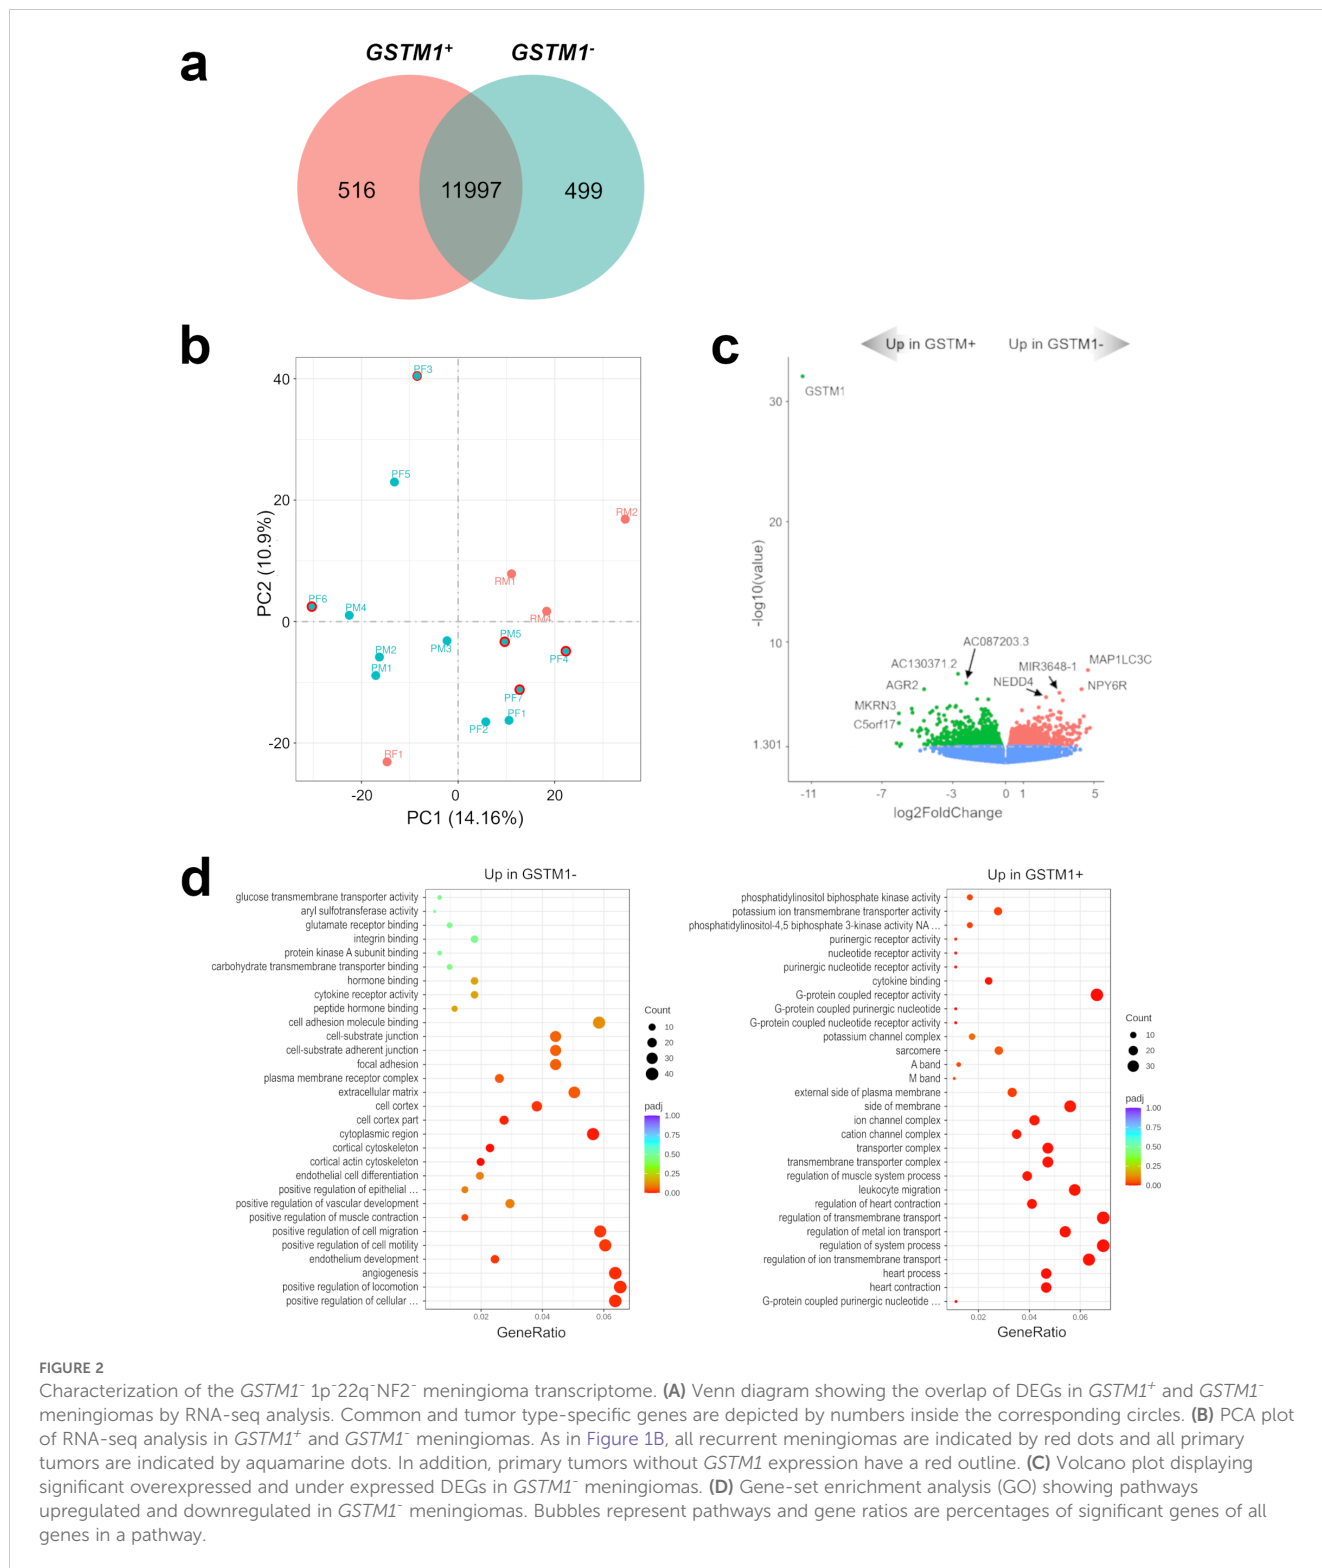 a
GSTM1+ GSTM1-
516 11997 499
b
PC2 (10.9%)
40
20
0
-20
-20 0 20
PC1 (14.16%)
PF3
PF5
RM2
RM1
RM4
PF6
PM4
PM5
PM3
PM2
PM1
PF4
PF7
PF2 PF1
RF1
c
Up in GSTM+ Up in GSTM1-
-log10(value)
30
20
10
1.301
GSTM1
AC087203.3
AC130371.2
MIR3648-1
MAP1LC3C
AGR2
NEDD4
NPY6R
MKRN3
C5orf17
-11 -7 -3 0 1 5
log2FoldChange
d
Up in GSTM1-
glucose transmembrane transporter activity
aryl sulfotransferase activity
glutamate receptor binding
integrin binding
protein kinase A subunit binding
carbohydrate transmembrane transporter binding
hormone binding
cytokine receptor activity
peptide hormone binding
cell adhesion molecule binding
cell-substrate junction
cell-substrate adherent junction
focal adhesion
plasma membrane receptor complex
extracellular matrix
cell cortex
cell cortex part
cytoplasmic region
cortical cytoskeleton
cortical actin cytoskeleton
endothelial cell differentiation
positive regulation of epithelial ...
positive regulation of vascular development
positive regulation of muscle contraction
positive regulation of cell migration
positive regulation of cell motility
endothelium development
angiogenesis
positive regulation of locomotion
positive regulation of cellular ...
0.02 0.04 0.06
GeneRatio
Count
10
20
30
40
padj
1.00
0.75
0.50
0.25
0.00
Up in GSTM1+
phosphatidylinositol biphosphate kinase activity
potassium ion transmembrane transporter activity
phosphatidylinositol-4,5 biphosphate 3-kinase activity NA ...
purinergic receptor activity
nucleotide receptor activity
purinergic nucleotide receptor activity
cytokine binding
G-protein coupled receptor activity
G-protein coupled purinergic nucleotide
G-protein coupled nucleotide receptor activity
potassium channel complex
sarcomere
A band
M band
external side of plasma membrane
side of membrane
ion channel complex
cation channel complex
transporter complex
transmembrane transporter complex
regulation of muscle system process
leukocyte migration
regulation of heart contraction
regulation of transmembrane transport
regulation of metal ion transport
regulation of system process
regulation of ion transmembrane transport
heart process
heart contraction
G-protein coupled purinergic nucleotide ...
0.02 0.04 0.06
GeneRatio
Count
10
20
30
padj
1.00
0.75
0.50
0.25
0.00
FIGURE 2
Characterization of the GSTM1- 1p-22q-NF2- meningioma transcriptome. (A) Venn diagram showing the overlap of DEGs in GSTM1+ and GSTM1-
meningiomas by RNA-seq analysis. Common and tumor type-specific genes are depicted by numbers inside the corresponding circles. (B) PCA plot
of RNA-seq analysis in GSTM1+ and GSTM1- meningiomas. As in Figure 1B, all recurrent meningiomas are indicated by red dots and all primary
tumors are indicated by aquamarine dots. In addition, primary tumors without GSTM1 expression have a red outline. (C) Volcano plot displaying
significant overexpressed and under expressed DEGs in GSTM1- meningiomas. (D) Gene-set enrichment analysis (GO) showing pathways
upregulated and downregulated in GSTM1- meningiomas. Bubbles represent pathways and gene ratios are percentages of significant genes of all
genes in a pathway.